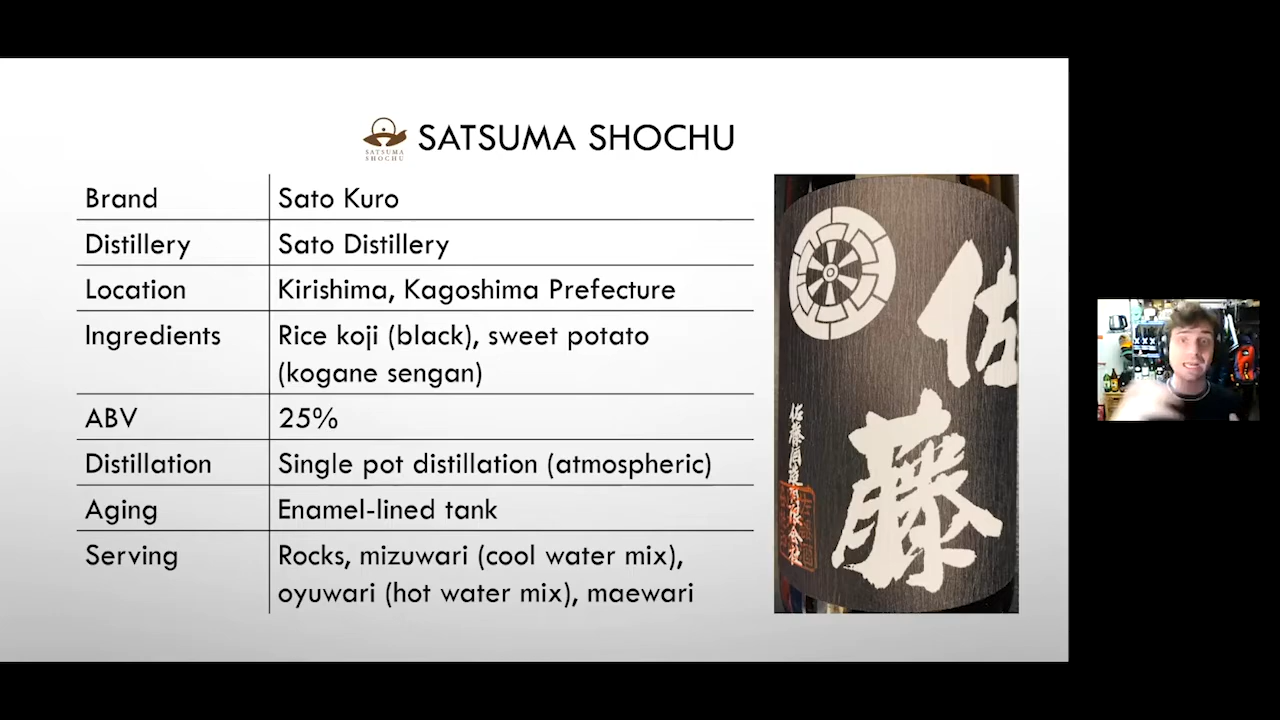 SATSUMA
SHOCHU
SATSUMA SHOCHU
Brand Sato Kuro
Distillery Sato Distillery
Location Kirishima, Kagoshima Prefecture
Ingredients Rice koji (black), sweet potato
(kogane sengan)
ABV 25%
Distillation Single pot distillation (atmospheric)
Aging Enamel-lined tank
Serving Rocks, mizuwari (cool water mix),
oyuwari (hot water mix), maewari
佐藤